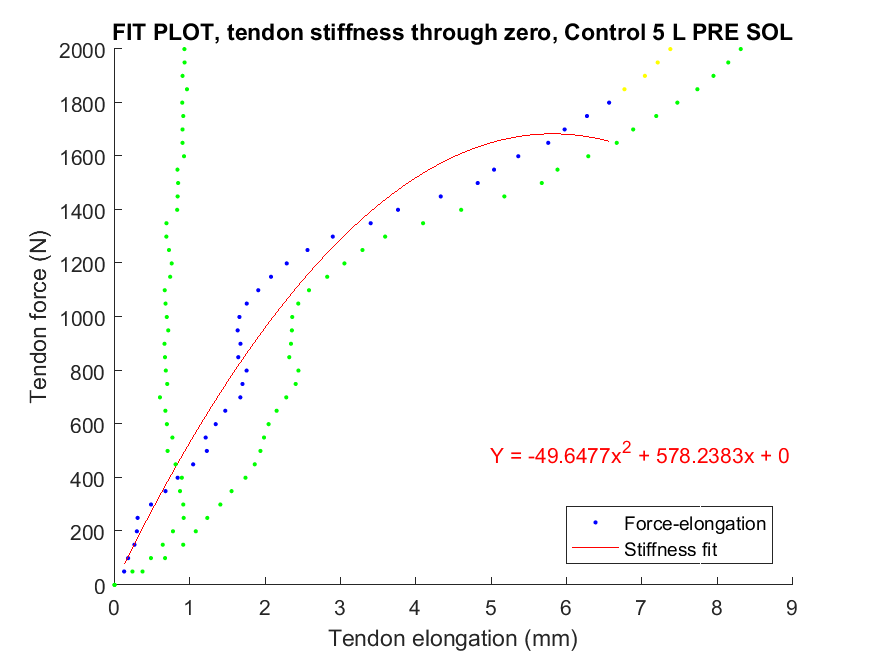 FIT PLOT, tendon stiffness through zero, Control 5 L PRE SOL
2000
1800
1600
1400
1200
1000
800
600
400
200
0
Tendon force (N)
Y = -49.6477x² + 578.2383x + 0
Force-elongation
Stiffness fit
0 1 2 3 4 5 6 7 8 9
Tendon elongation (mm)